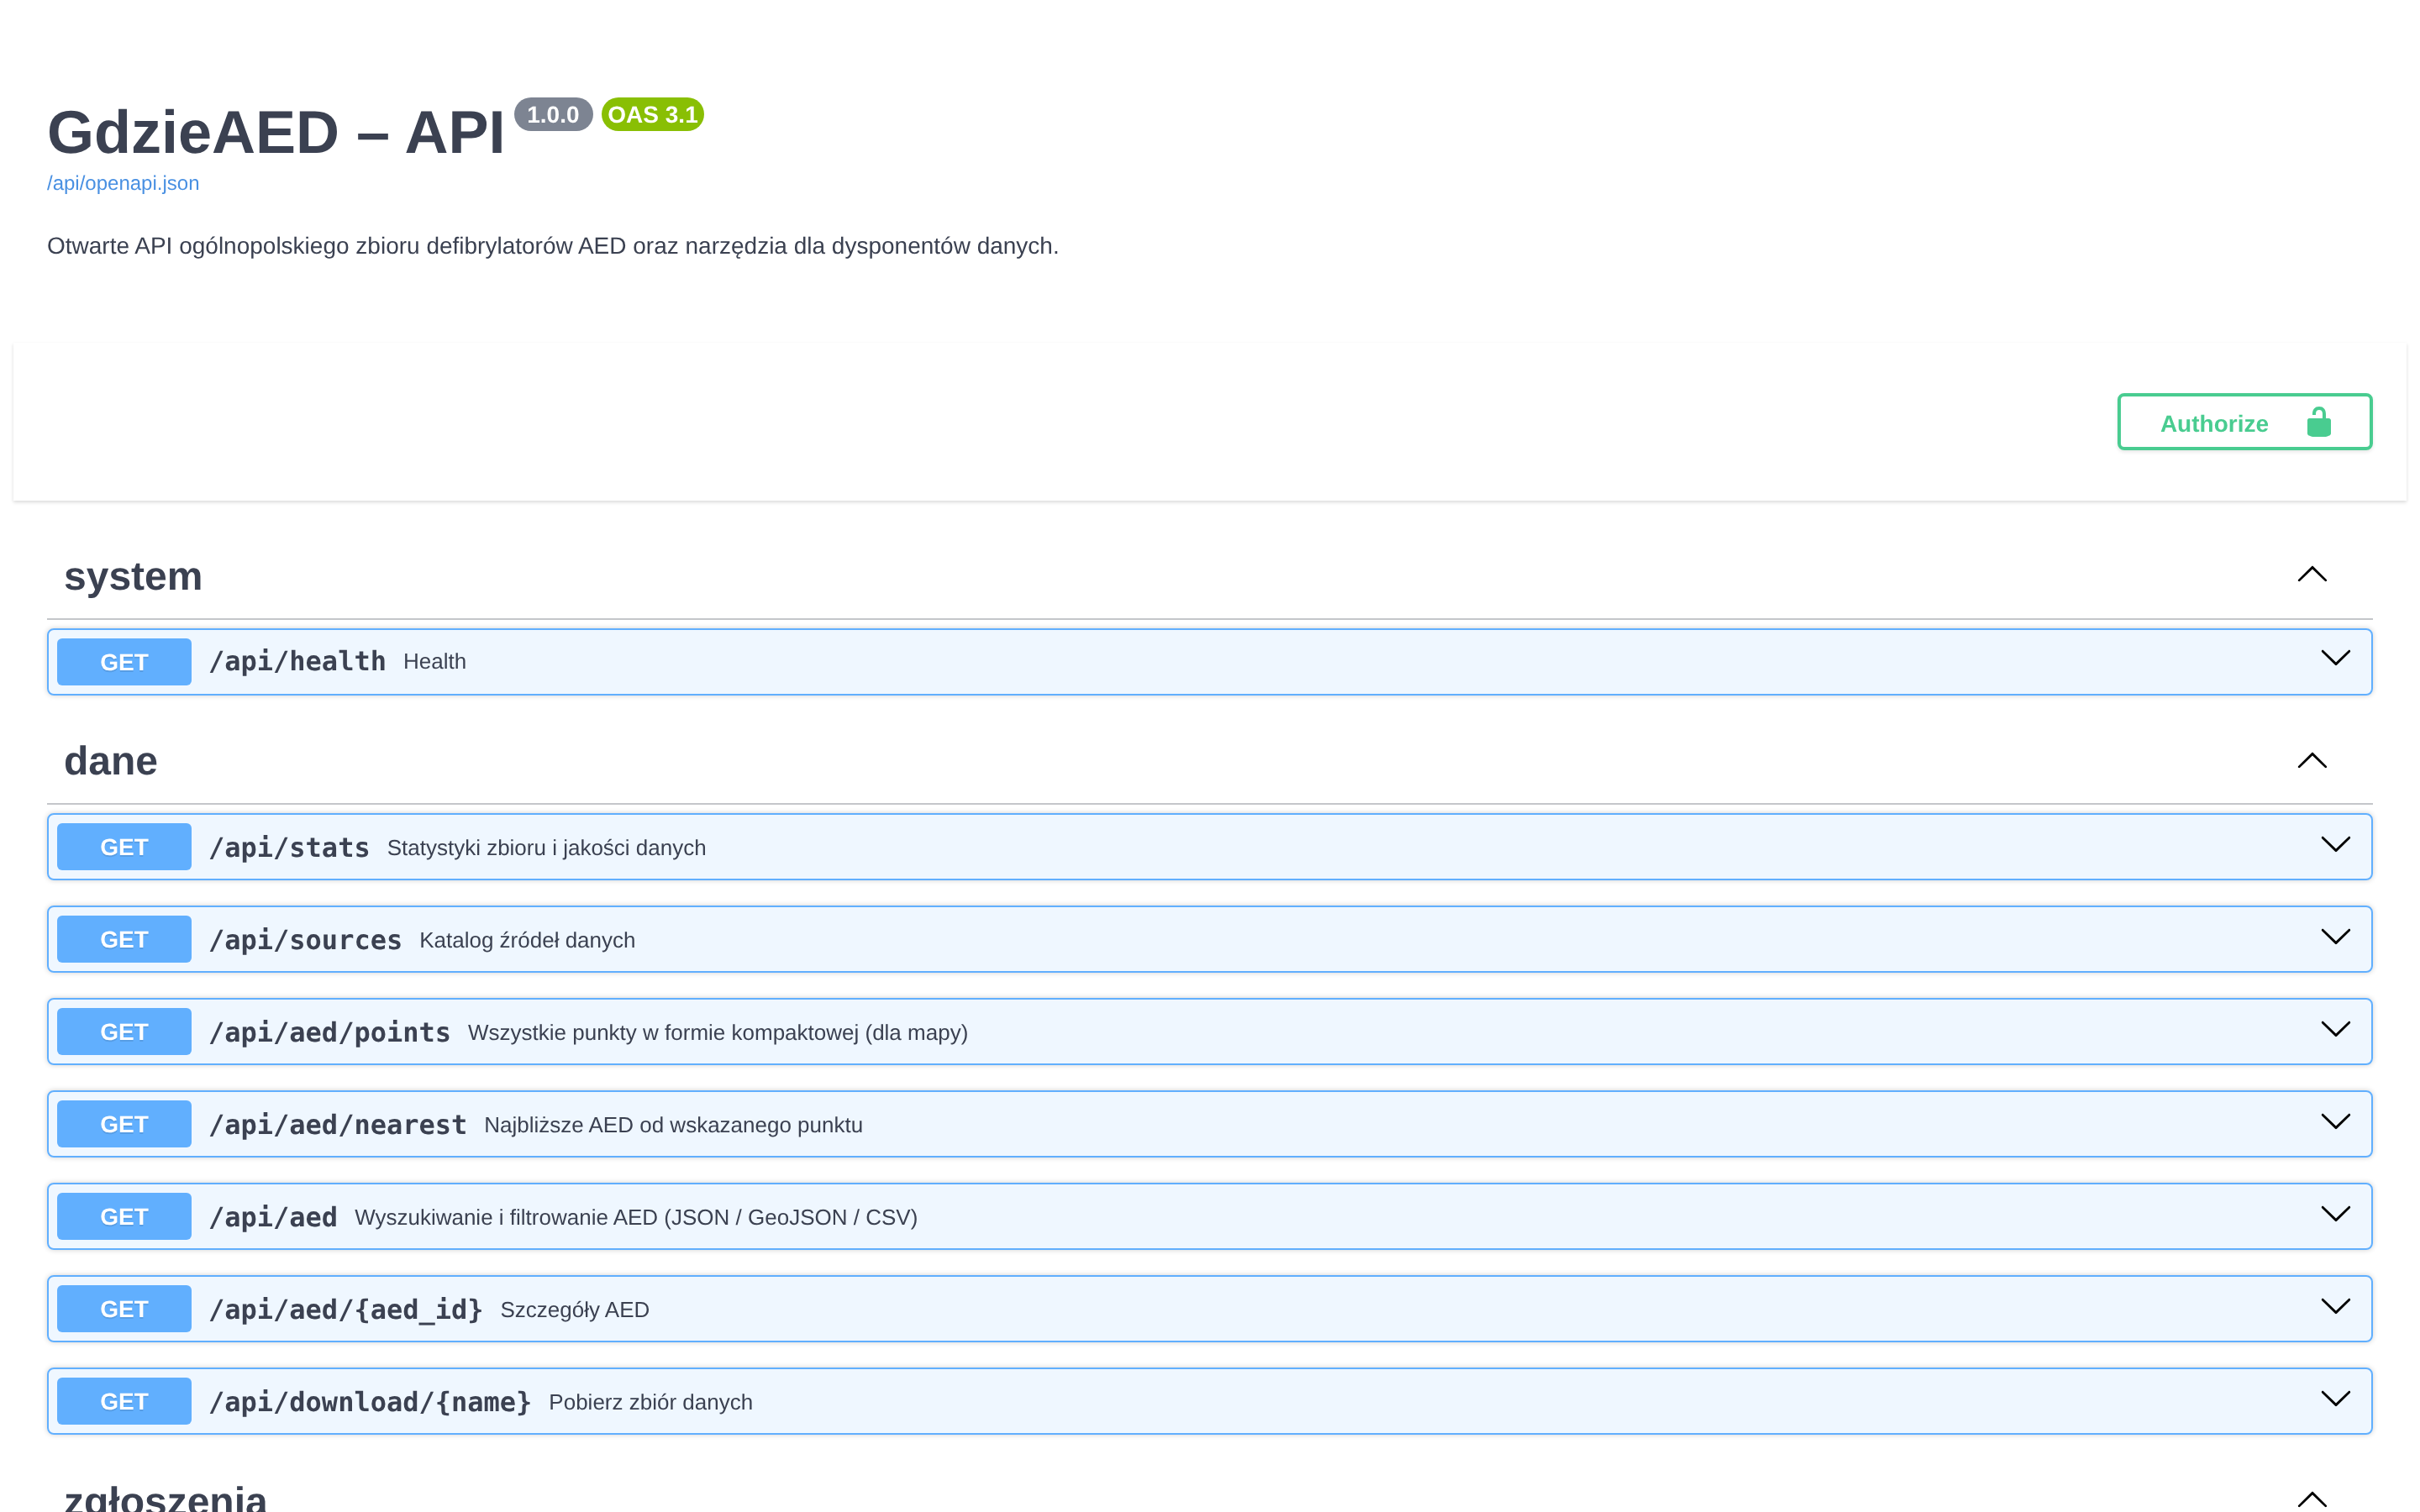 GdzieAED – API 1.0.0 OAS 3.1
/api/openapi.json
Otwarte API ogólnopolskiego zbioru defibrylatorów AED oraz narzędzia dla dysponentów danych.
Authorize
system
GET /api/health Health
dane
GET /api/stats Statystyki zbioru i jakości danych
GET /api/sources Katalog źródeł danych
GET /api/aed/points Wszystkie punkty w formie kompaktowej (dla mapy)
GET /api/aed/nearest Najbliższe AED od wskazanego punktu
GET /api/aed Wyszukiwanie i filtrowanie AED (JSON / GeoJSON / CSV)
GET /api/aed/{aed_id} Szczegóły AED
GET /api/download/{name} Pobierz zbiór danych
zgłoszenia